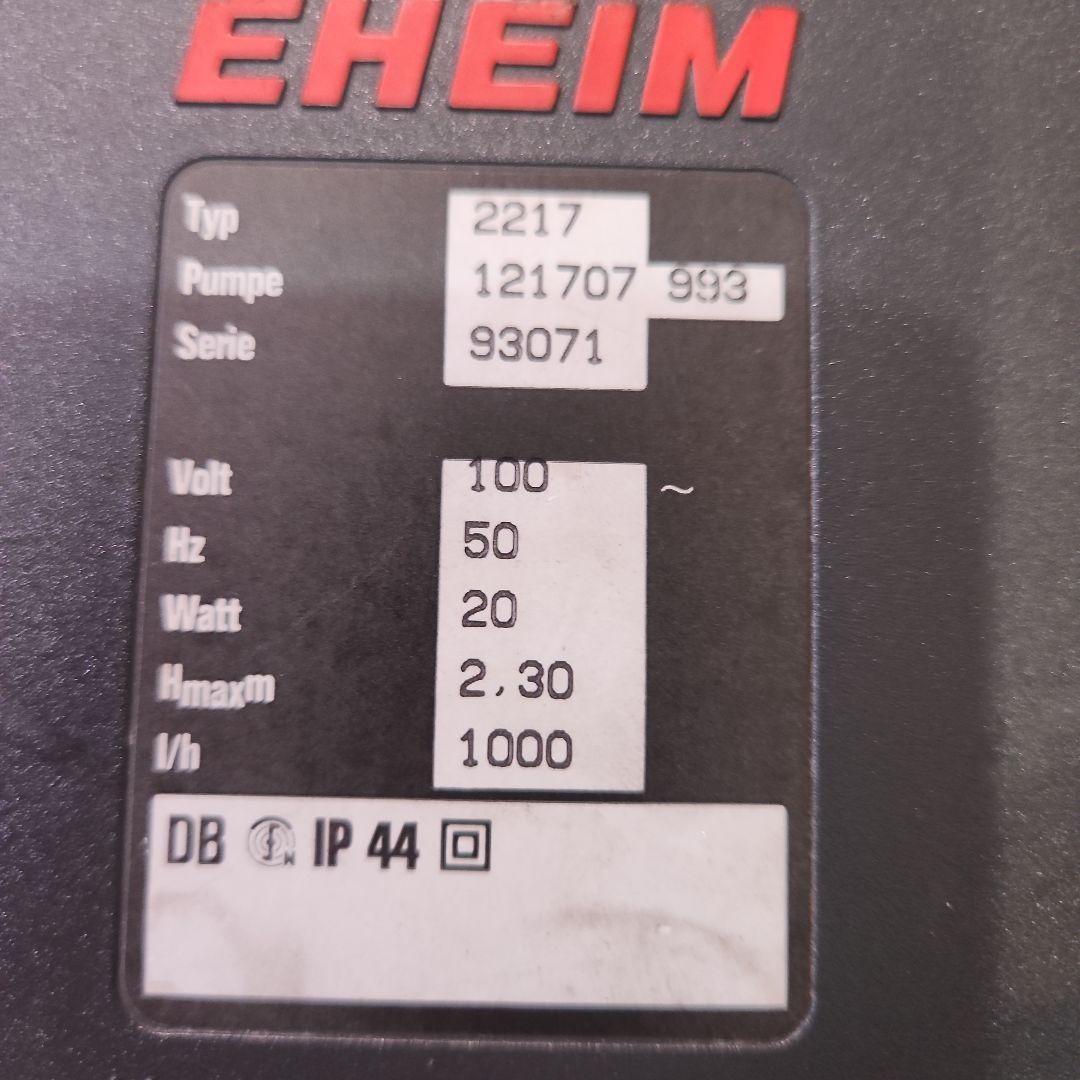 EHEIM
Typ 2217
Pumpe 121707 993
Serie 93071
Volt 100 ~
Hz 50
Watt 20
Hmaxm 2,30
l/h 1000
DB IP 44